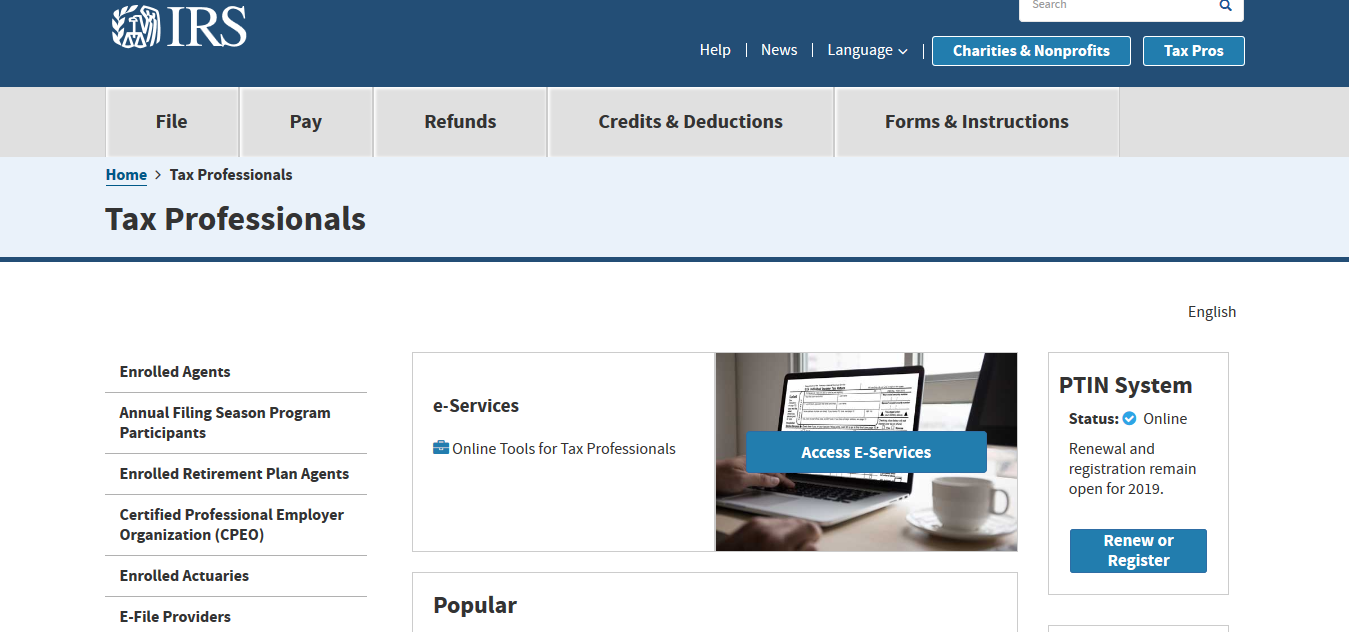 IRS
Search
Help
News
Language
Charities & Nonprofits
Tax Pros
File
Pay
Refunds
Credits & Deductions
Forms & Instructions
Home > Tax Professionals
Tax Professionals
English
Enrolled Agents
Annual Filing Season Program
Participants
Enrolled Retirement Plan Agents
Certified Professional Employer
Organization (CPEO)
Enrolled Actuaries
E-File Providers
e-Services
Online Tools for Tax Professionals
Access E-Services
Popular
PTIN System
Status: Online
Renewal and
registration remain
open for 2019.
Renew or
Register